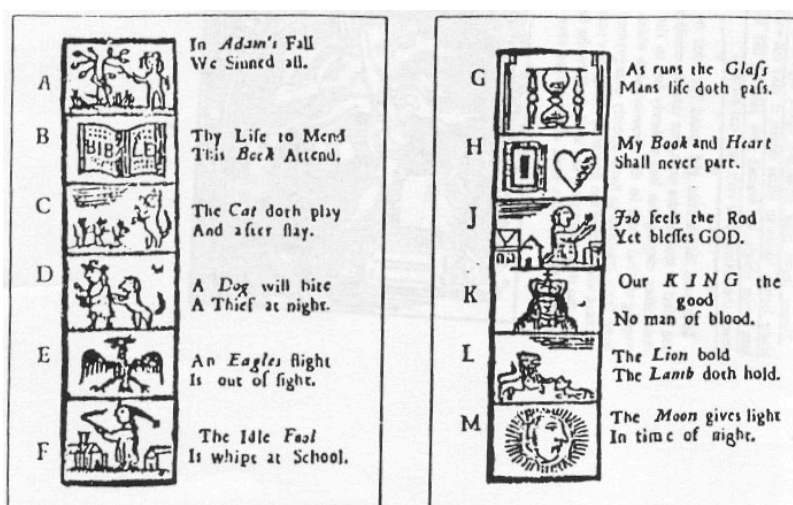 A
In Adam's Fall
We Sinned all.
B
BIBLE
Thy Life to Mend
This Book Attend.
C
The Cat doth play
And after slay.
D
A Dog will bite
A Thief at night.
E
An Eagles flight
Is out of sight.
F
The Idle Fool
Is whipt at School.
G
As runs the Glaſs
Mans life doth paſs.
H
My Book and Heart
Shall never part.
J
Job feels the Rod
Yet bleſſes GOD.
K
Our KING the
good
No man of blood.
L
The Lion bold
The Lamb doth hold.
M
The Moon gives light
In time of night.